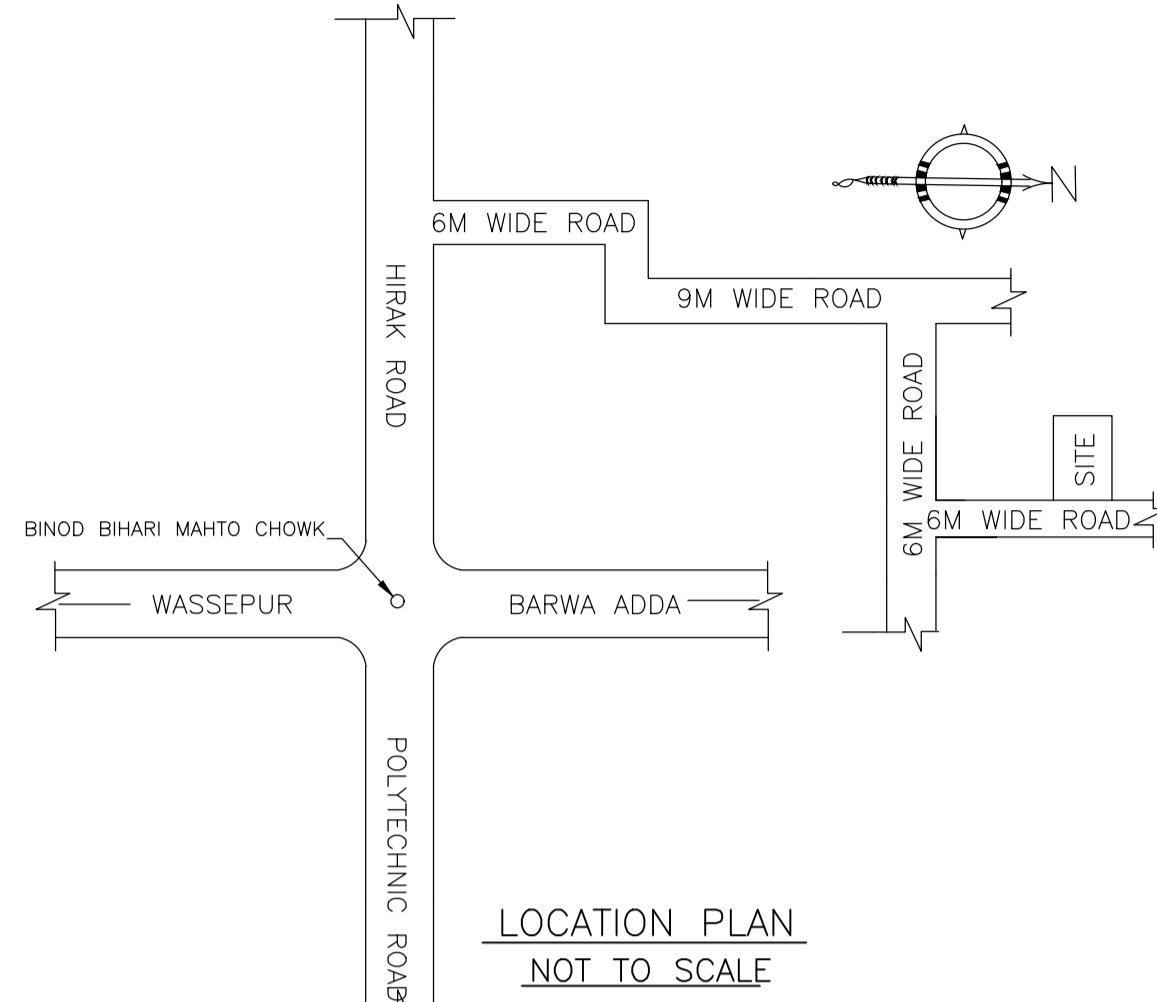 N
6M WIDE ROAD
HIRAK ROAD
9M WIDE ROAD
6M WIDE ROAD
SITE
6M WIDE ROAD
BINOD BIHARI MAHTO CHOWK
WASSEPUR
BARWA ADDA
POLYTECHNIC ROAD
LOCATION PLAN
NOT TO SCALE